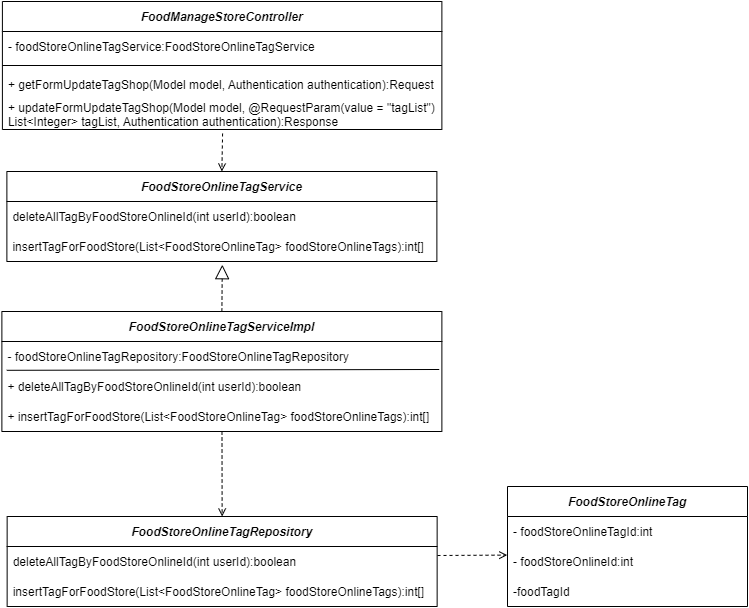 FoodManageStoreController
- foodStoreOnlineTagService:FoodStoreOnlineTagService
+ getFormUpdateTagShop(Model model, Authentication authentication):Request
+ updateFormUpdateTagShop(Model model, @RequestParam(value = "tagList")
List<Integer> tagList, Authentication authentication):Response
FoodStoreOnlineTagService
deleteAllTagByFoodStoreOnlineId(int userId):boolean
insertTagForFoodStore(List<FoodStoreOnlineTag> foodStoreOnlineTags):int[]
FoodStoreOnlineTagServiceImpl
- foodStoreOnlineTagRepository:FoodStoreOnlineTagRepository
+ deleteAllTagByFoodStoreOnlineId(int userId):boolean
+ insertTagForFoodStore(List<FoodStoreOnlineTag> foodStoreOnlineTags):int[]
FoodStoreOnlineTagRepository
deleteAllTagByFoodStoreOnlineId(int userId):boolean
insertTagForFoodStore(List<FoodStoreOnlineTag> foodStoreOnlineTags):int[]
FoodStoreOnlineTag
- foodStoreOnlineTagId:int
- foodStoreOnlineId:int
-foodTagId